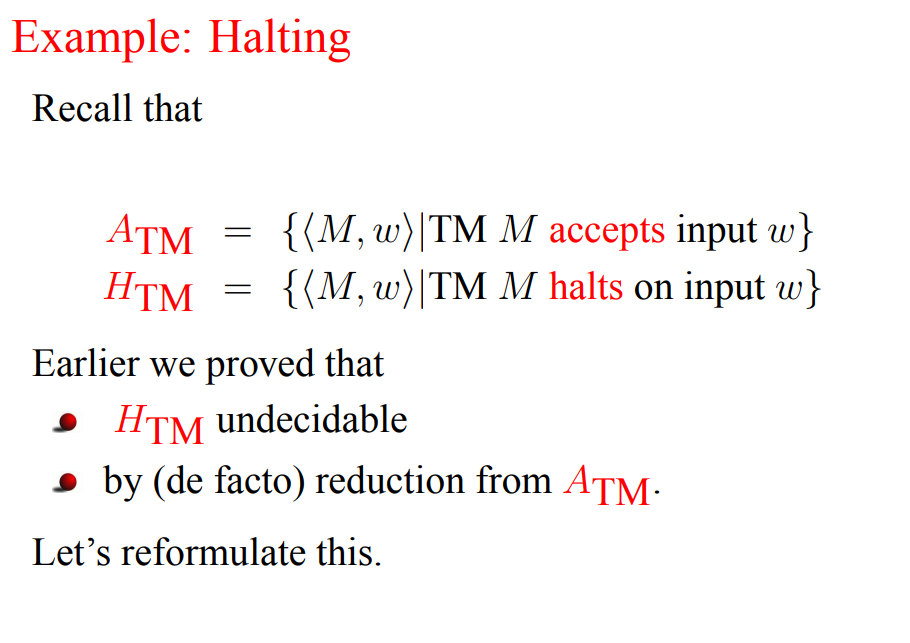 Example: Halting
Recall that
A_TM = {⟨M, w⟩|TM M accepts input w}
H_TM = {⟨M, w⟩|TM M halts on input w}
Earlier we proved that
H_TM undecidable
by (de facto) reduction from A_TM.
Let’s reformulate this.